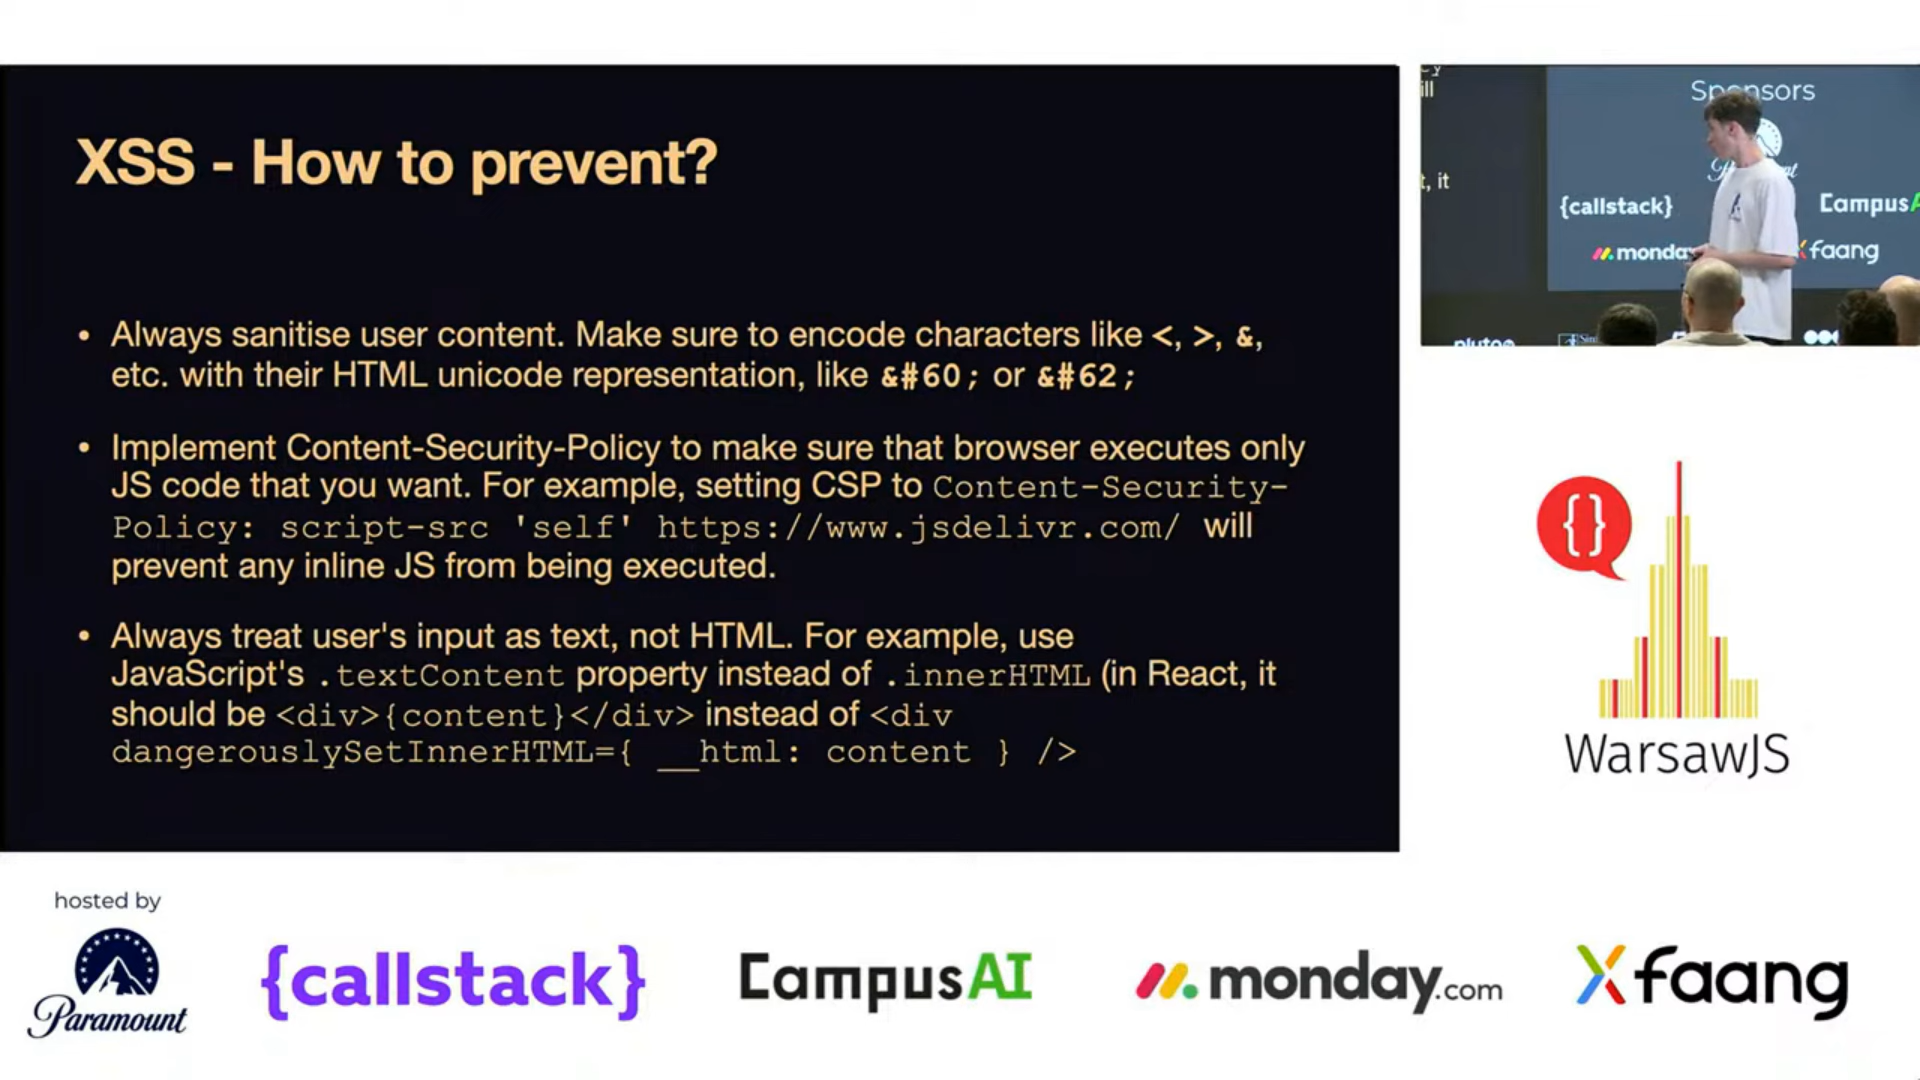 XSS - How to prevent?
• Always sanitise user content. Make sure to encode characters like <, >, &,
etc. with their HTML unicode representation, like &#60; or &#62;
• Implement Content-Security-Policy to make sure that browser executes only
JS code that you want. For example, setting CSP to Content-Security-
Policy: script-src 'self' https://www.jsdelivr.com/ will
prevent any inline JS from being executed.
• Always treat user's input as text, not HTML. For example, use
JavaScript's .textContent property instead of .innerHTML (in React, it
should be <div>{content}</div> instead of <div
dangerouslySetInnerHTML={ __html: content } />
ill
t, it
Sponsors
{callstack}
CampusA
monday
faang
{}
WarsawJS
hosted by
Paramount
{callstack}
CampusAI
monday.com
Xfaang